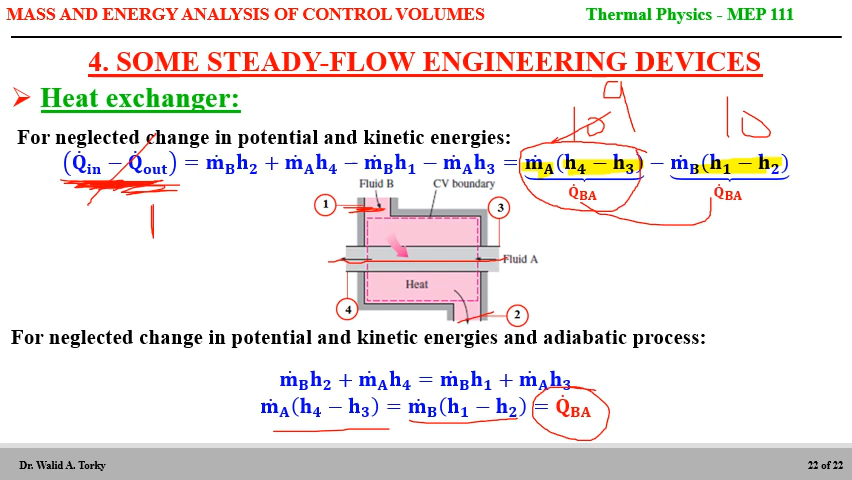 MASS AND ENERGY ANALYSIS OF CONTROL VOLUMES
Thermal Physics - MEP 111
4. SOME STEADY-FLOW ENGINEERING DEVICES
➤ Heat exchanger:
9
10 10
For neglected change in potential and kinetic energies:
(Q̇in − Q̇out) = ṁBh2 + ṁAh4 − ṁBh1 − ṁAh3 = ṁA(h4 − h3) − ṁB(h1 − h2)
Q̇BA Q̇BA
1
Fluid B CV boundary
1 3
Fluid A
Heat
4 2
For neglected change in potential and kinetic energies and adiabatic process:
ṁBh2 + ṁAh4 = ṁBh1 + ṁAh3
ṁA(h4 − h3) = ṁB(h1 − h2) = Q̇BA
Dr. Walid A. Torky
22 of 22